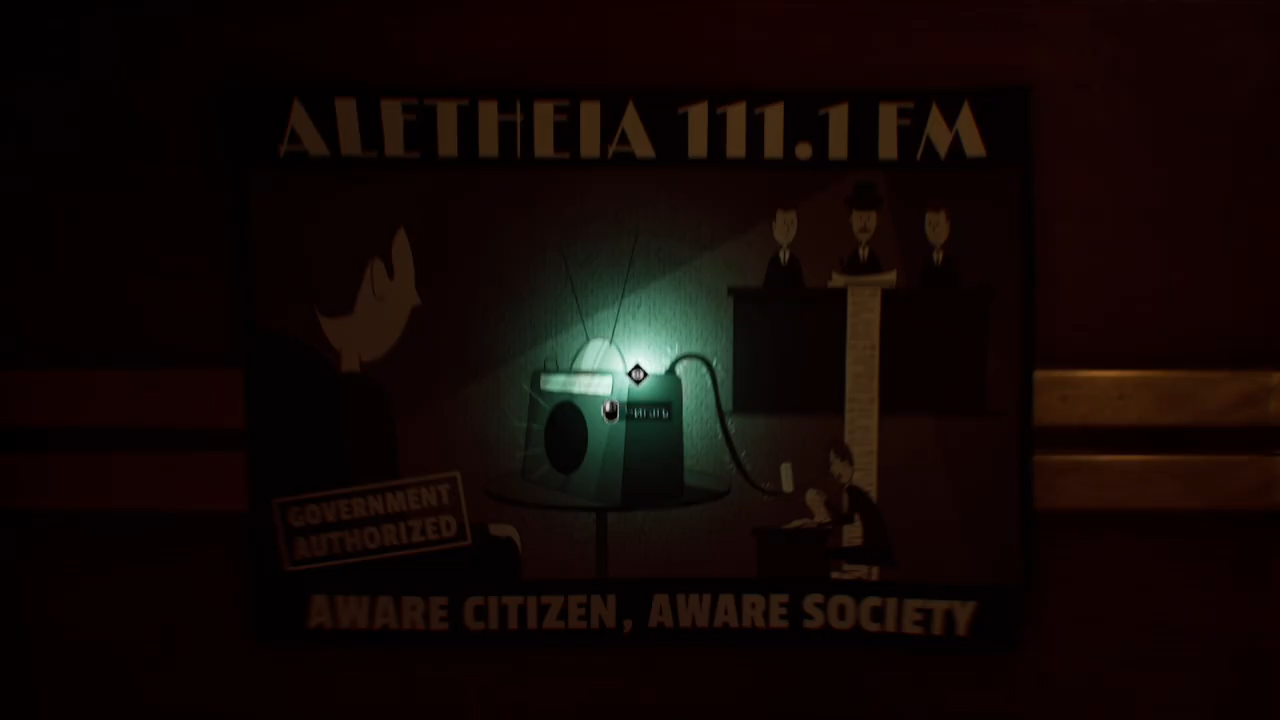 ALETHEIA 111.1 FM
GOVERNMENT
AUTHORIZED
AWARE CITIZEN, AWARE SOCIETY